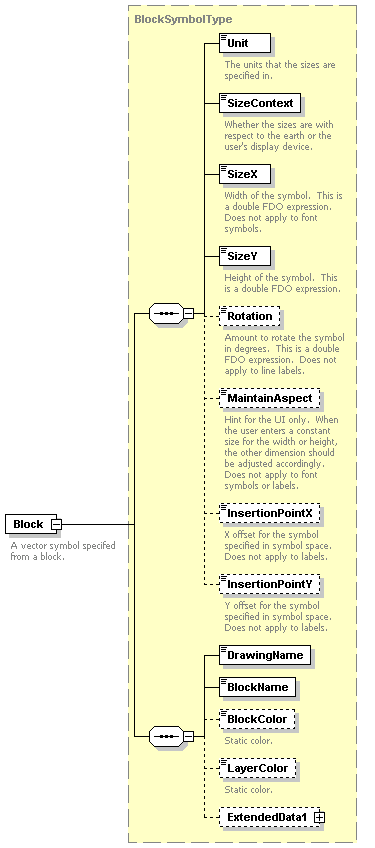 BlockSymbolType
Unit
The units that the sizes are
specified in.
SizeContext
Whether the sizes are with
respect to the earth or the
user's display device.
SizeX
Width of the symbol.  This is
a double FDO expression.
Does not apply to font
symbols.
SizeY
Height of the symbol.  This
is a double FDO expression.
Rotation
Amount to rotate the symbol
in degrees.  This is a double
FDO expression.  Does not
apply to line labels.
MaintainAspect
Hint for the UI only.  When
the user enters a constant
size for the width or height,
the other dimension should
be adjusted accordingly.
Does not apply to font
symbols or labels.
InsertionPointX
X offset for the symbol
specified in symbol space.
Does not apply to labels.
InsertionPointY
Y offset for the symbol
specified in symbol space.
Does not apply to labels.
Block
A vector symbol specifed
from a block.
DrawingName
BlockName
BlockColor
Static color.
LayerColor
Static color.
ExtendedData1